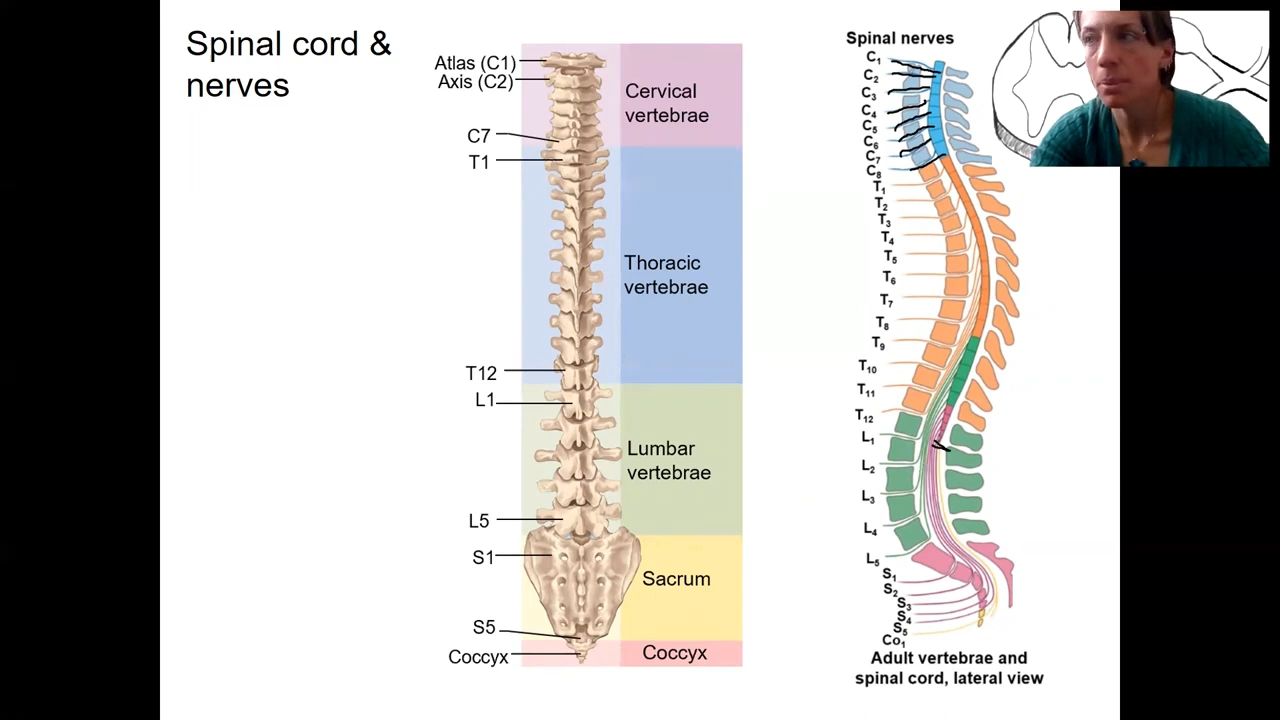 Spinal cord &
nerves
Atlas (C1)
Axis (C2)
C7
T1
T12
L1
L5
S1
S5
Coccyx
Cervical
vertebrae
Thoracic
vertebrae
Lumbar
vertebrae
Sacrum
Coccyx
Spinal nerves
C1
C2
C3
C4
C5
C6
C7
C8
T1
T2
T3
T4
T5
T6
T7
T8
T9
T10
T11
T12
L1
L2
L3
L4
L5
S1
S2
S3
S4
S5
Co1
Adult vertebrae and
spinal cord, lateral view